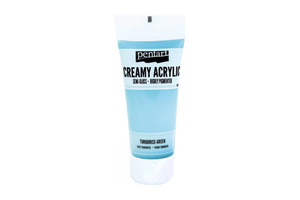 pentart
CREAMY ACRYLIC
SEMI-GLOSS - HIGHLY PIGMENTED
TURQUOISE GREEN